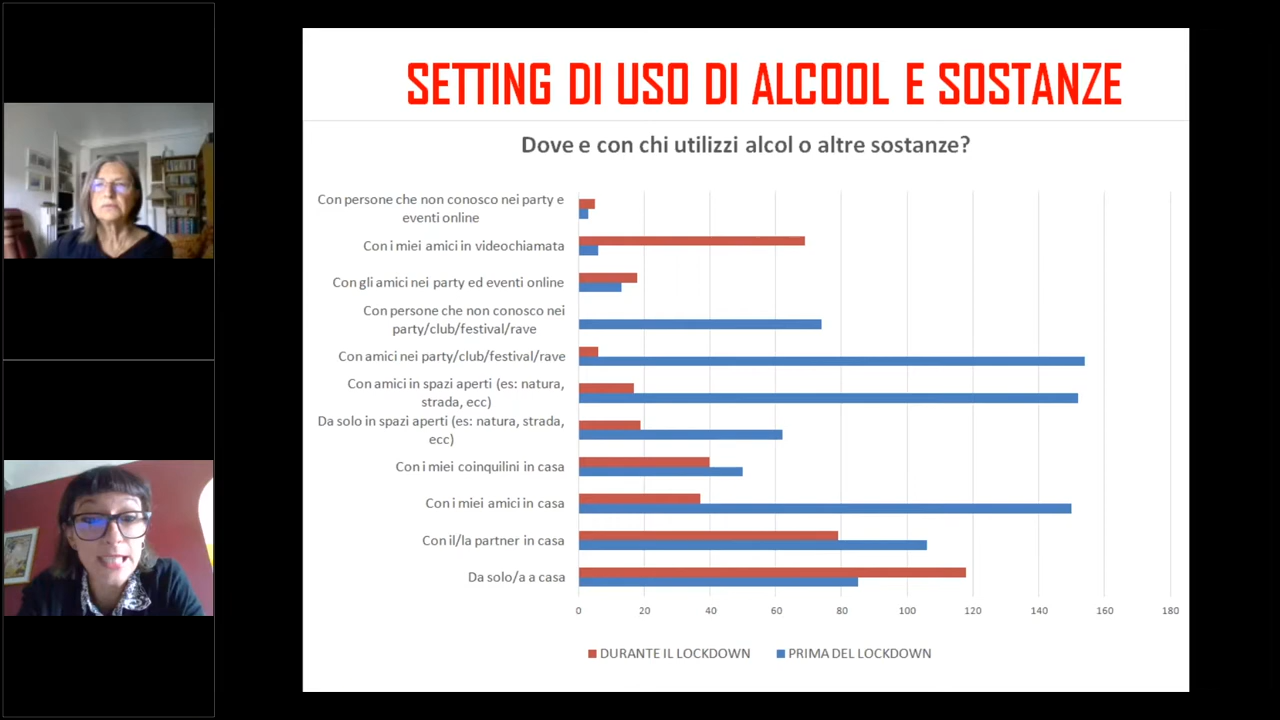 SETTING DI USO DI ALCOOL E SOSTANZE
Dove e con chi utilizzi alcol o altre sostanze?
Con persone che non conosco nei party e
eventi online
Con i miei amici in videochiamata
Con gli amici nei party ed eventi online
Con persone che non conosco nei
party/club/festival/rave
Con amici nei party/club/festival/rave
Con amici in spazi aperti (es: natura,
strada, ecc)
Da solo in spazi aperti (es: natura, strada,
ecc)
Con i miei coinquilini in casa
Con i miei amici in casa
Con il/la partner in casa
Da solo/a a casa
0 20 40 60 80 100 120 140 160 180
DURANTE IL LOCKDOWN PRIMA DEL LOCKDOWN